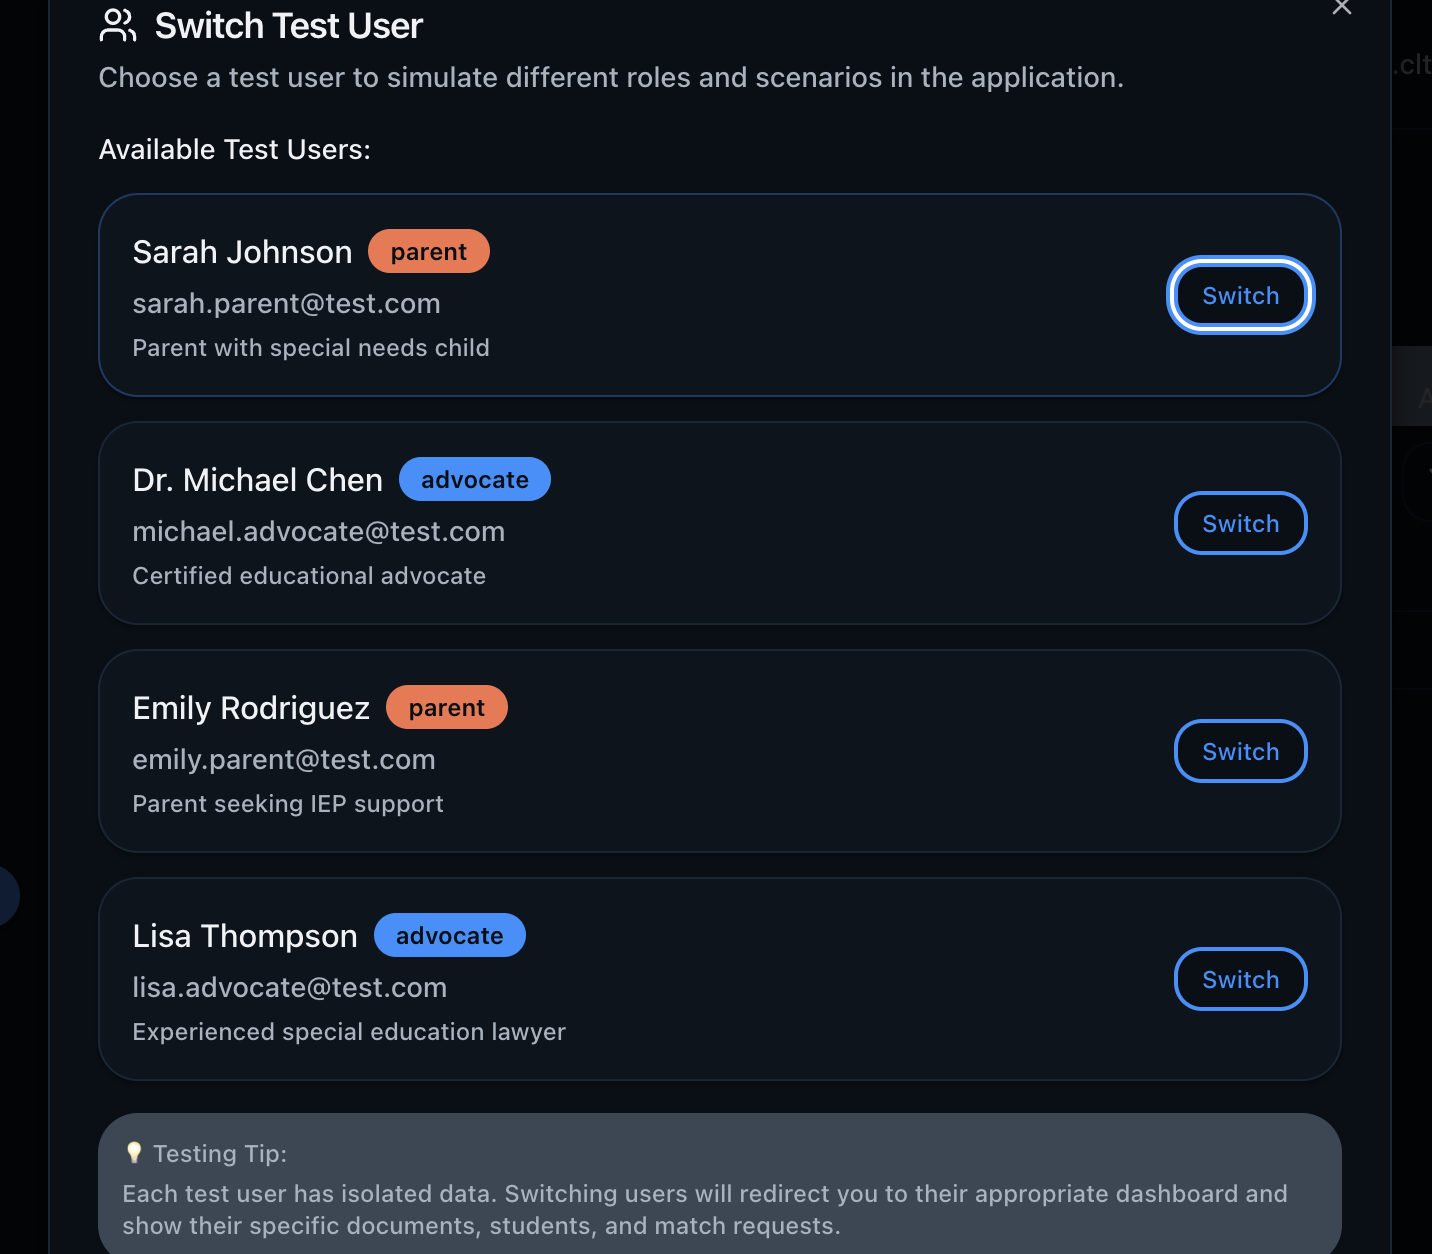 Switch Test User
Choose a test user to simulate different roles and scenarios in the application.
.clt
Available Test Users:
Sarah Johnson parent
sarah.parent@test.com
Parent with special needs child
Switch
Dr. Michael Chen advocate
michael.advocate@test.com
Certified educational advocate
Switch
Emily Rodriguez parent
emily.parent@test.com
Parent seeking IEP support
Switch
Lisa Thompson advocate
lisa.advocate@test.com
Experienced special education lawyer
Switch
Testing Tip:
Each test user has isolated data. Switching users will redirect you to their appropriate dashboard and
show their specific documents, students, and match requests.